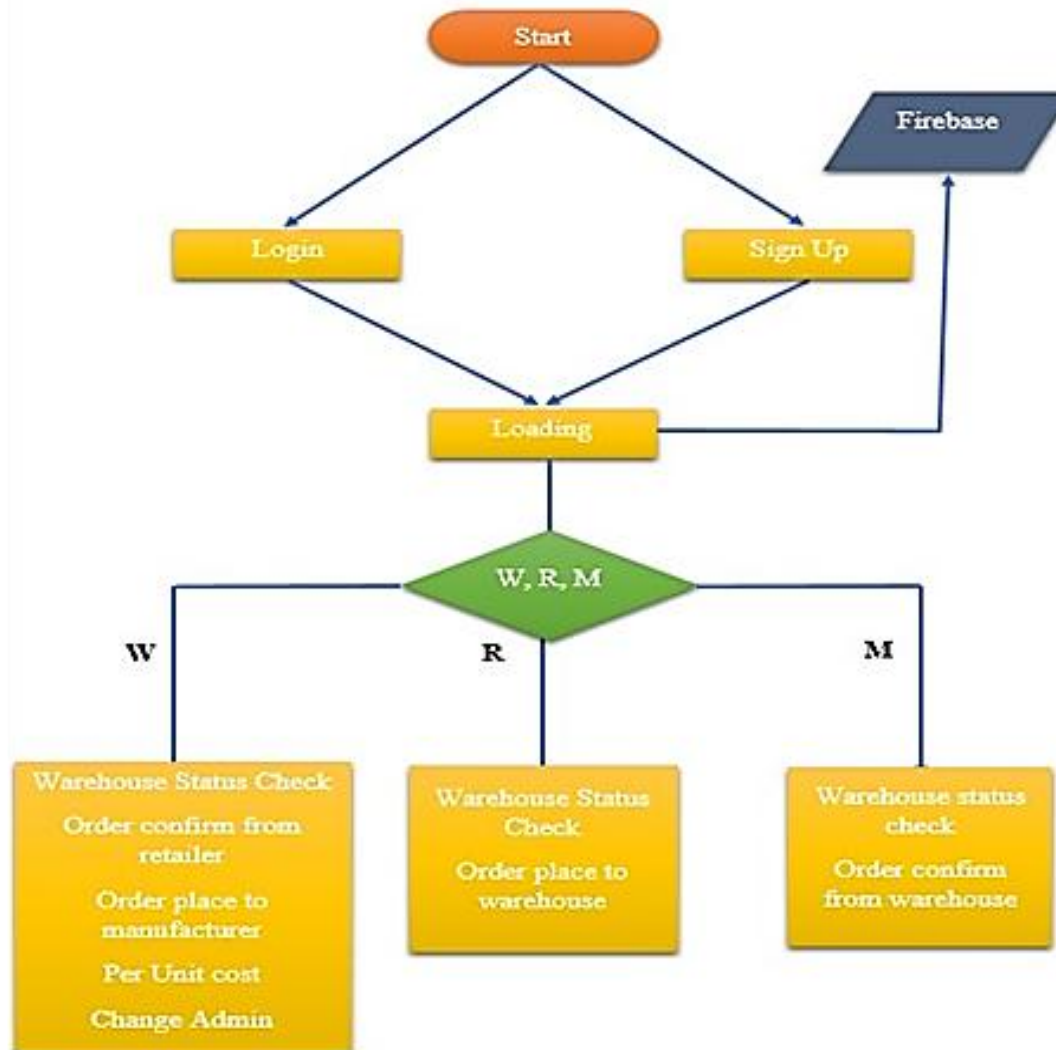 Start
Firebase
Login
Sign Up
Loading
W, R, M
W
R
M
Warehouse Status Check
Order confirm from
retailer
Order place to
manufacturer
Per Unit cost
Change Admin
Warehouse Status
Check
Order place to
warehouse
Warehouse status
check
Order confirm
from warehouse